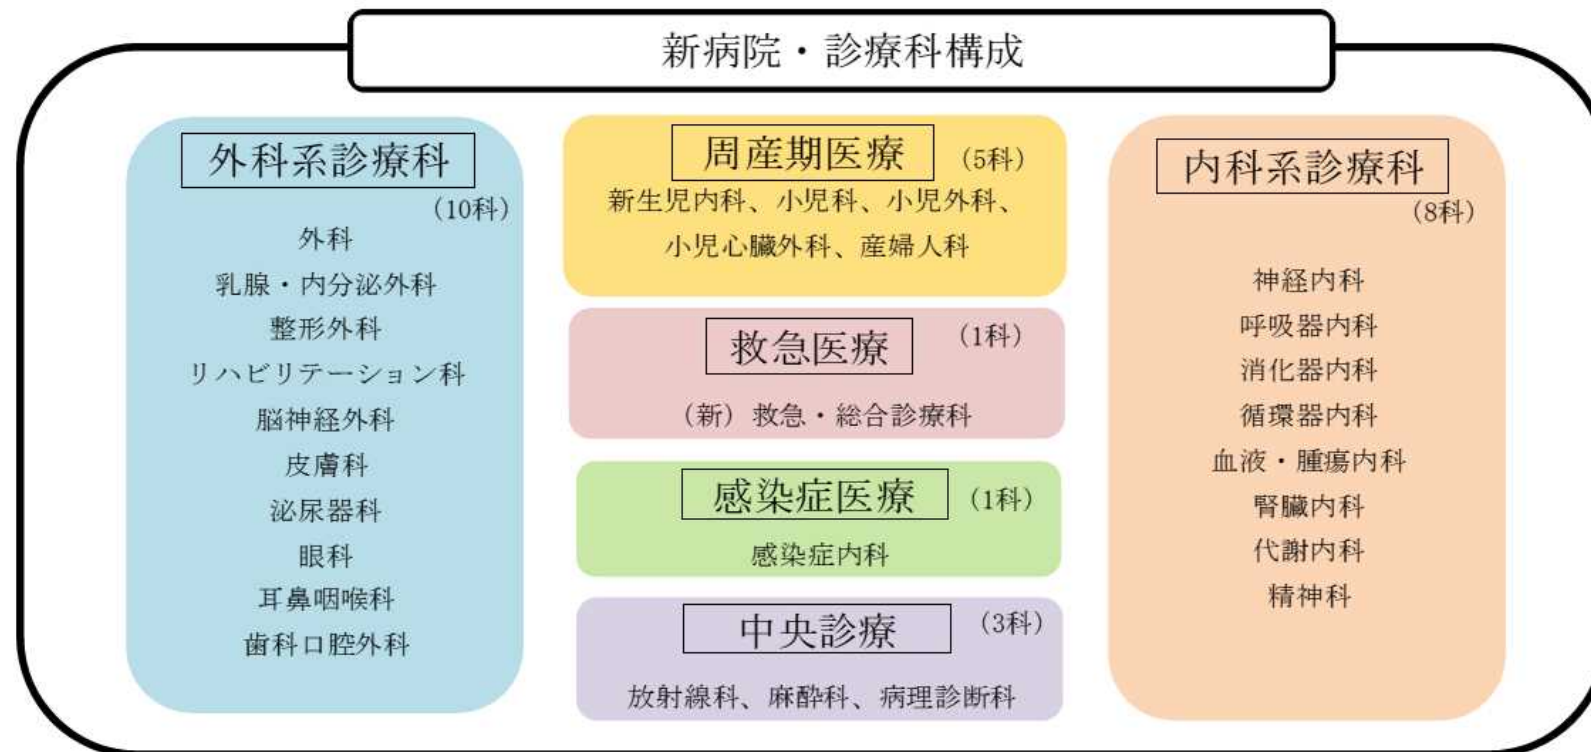 新病院・診療科構成
外科系診療科
（10科）
外科
乳腺・内分泌外科
整形外科
リハビリテーション科
脳神経外科
皮膚科
泌尿器科
眼科
耳鼻咽喉科
歯科口腔外科
周産期医療
（5科）
新生児内科、小児科、小児外科、
小児心臓外科、産婦人科
救急医療
（1科）
（新）救急・総合診療科
感染症医療
（1科）
感染症内科
中央診療
（3科）
放射線科、麻酔科、病理診断科
内科系診療科
（8科）
神経内科
呼吸器内科
消化器内科
循環器内科
血液・腫瘍内科
腎臓内科
代謝内科
精神科